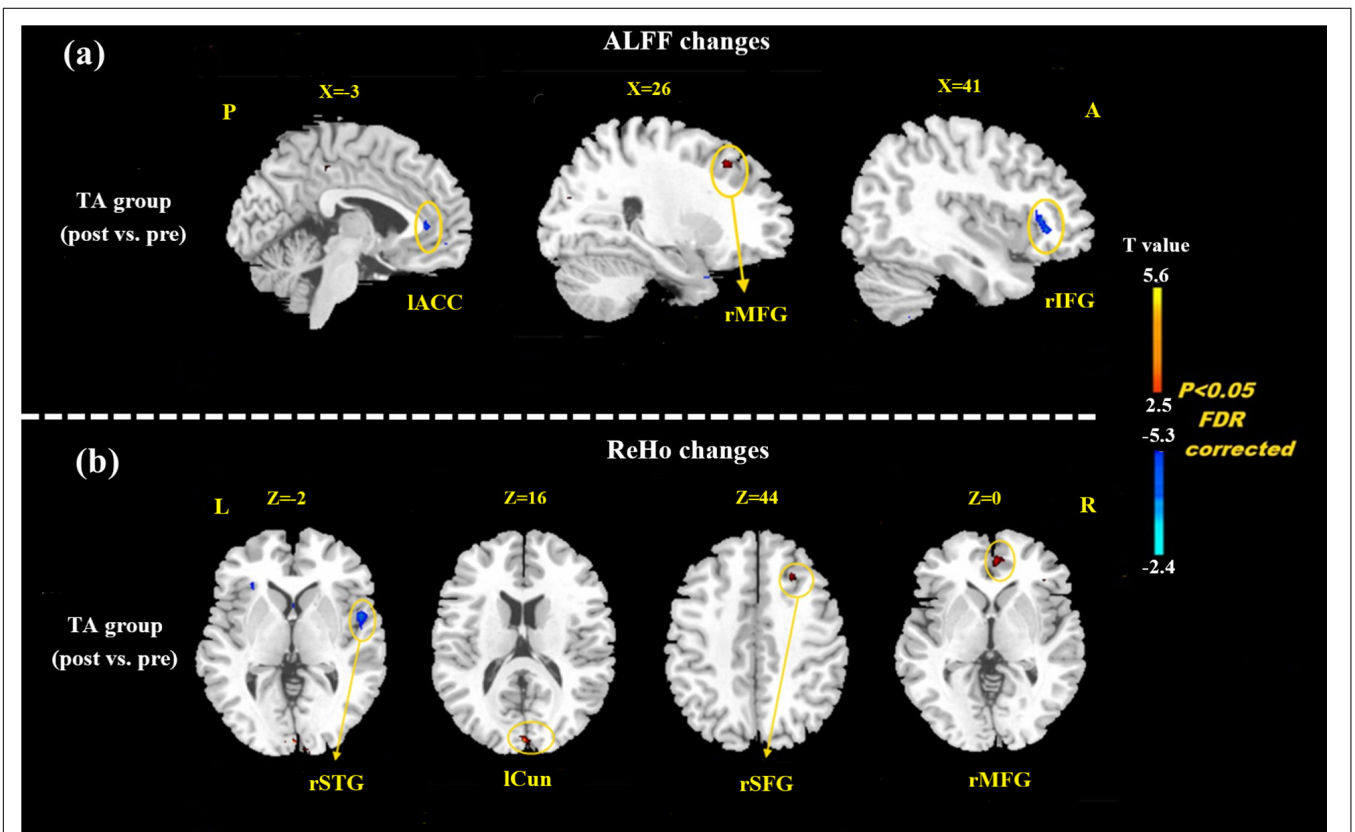 (a)
ALFF changes
X=-3
X=26
X=41
P
A
TA group
(post vs. pre)
lACC
rMFG
rIFG
T value
5.6
2.5
P<0.05
FDR
corrected
-5.3
-2.4
(b)
ReHo changes
L
Z=-2
Z=16
Z=44
Z=0
R
TA group
(post vs. pre)
rSTG
lCun
rSFG
rMFG